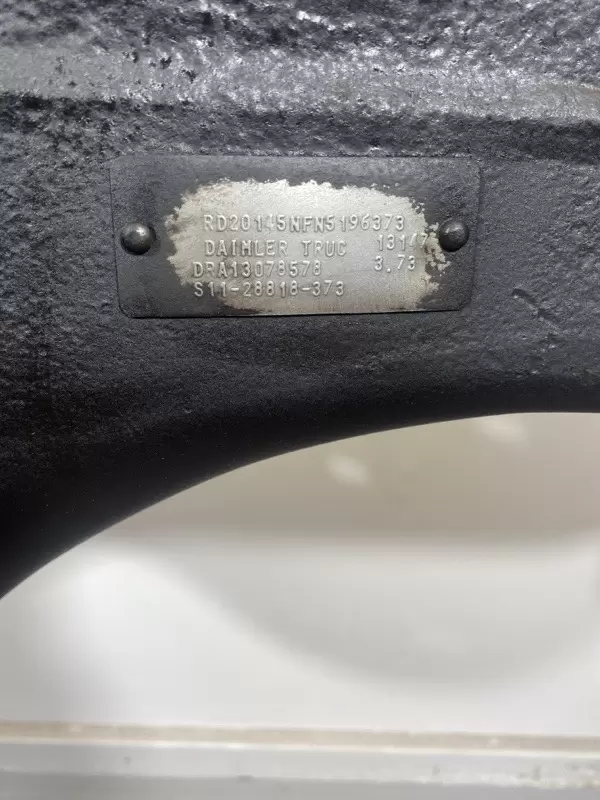 RD20145NFN5196373
DAIMLER TRUC 13147
DRA13078578 3.73
S11-28818-373